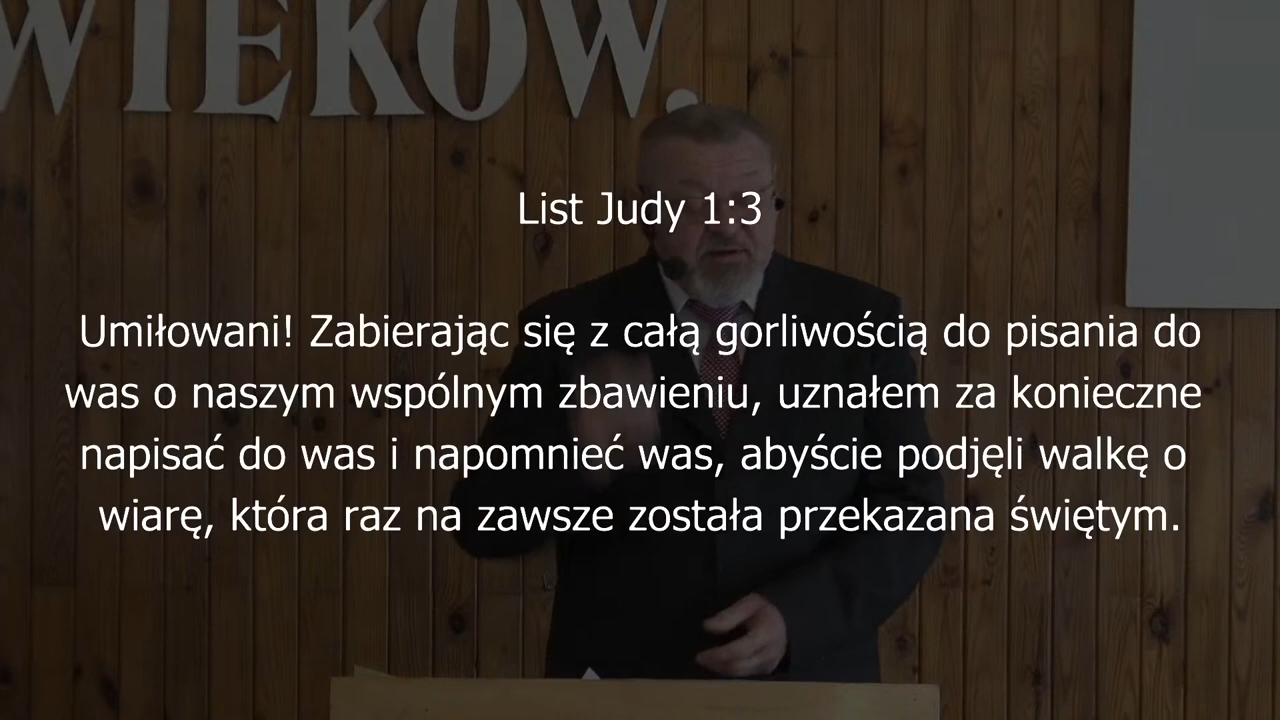 WIEKÓW.
List Judy 1:3
Umiłowani! Zabierając się z całą gorliwością do pisania do
was o naszym wspólnym zbawieniu, uznałem za konieczne
napisać do was i napomnieć was, abyście podjęli walkę o
wiarę, która raz na zawsze została przekazana świętym.